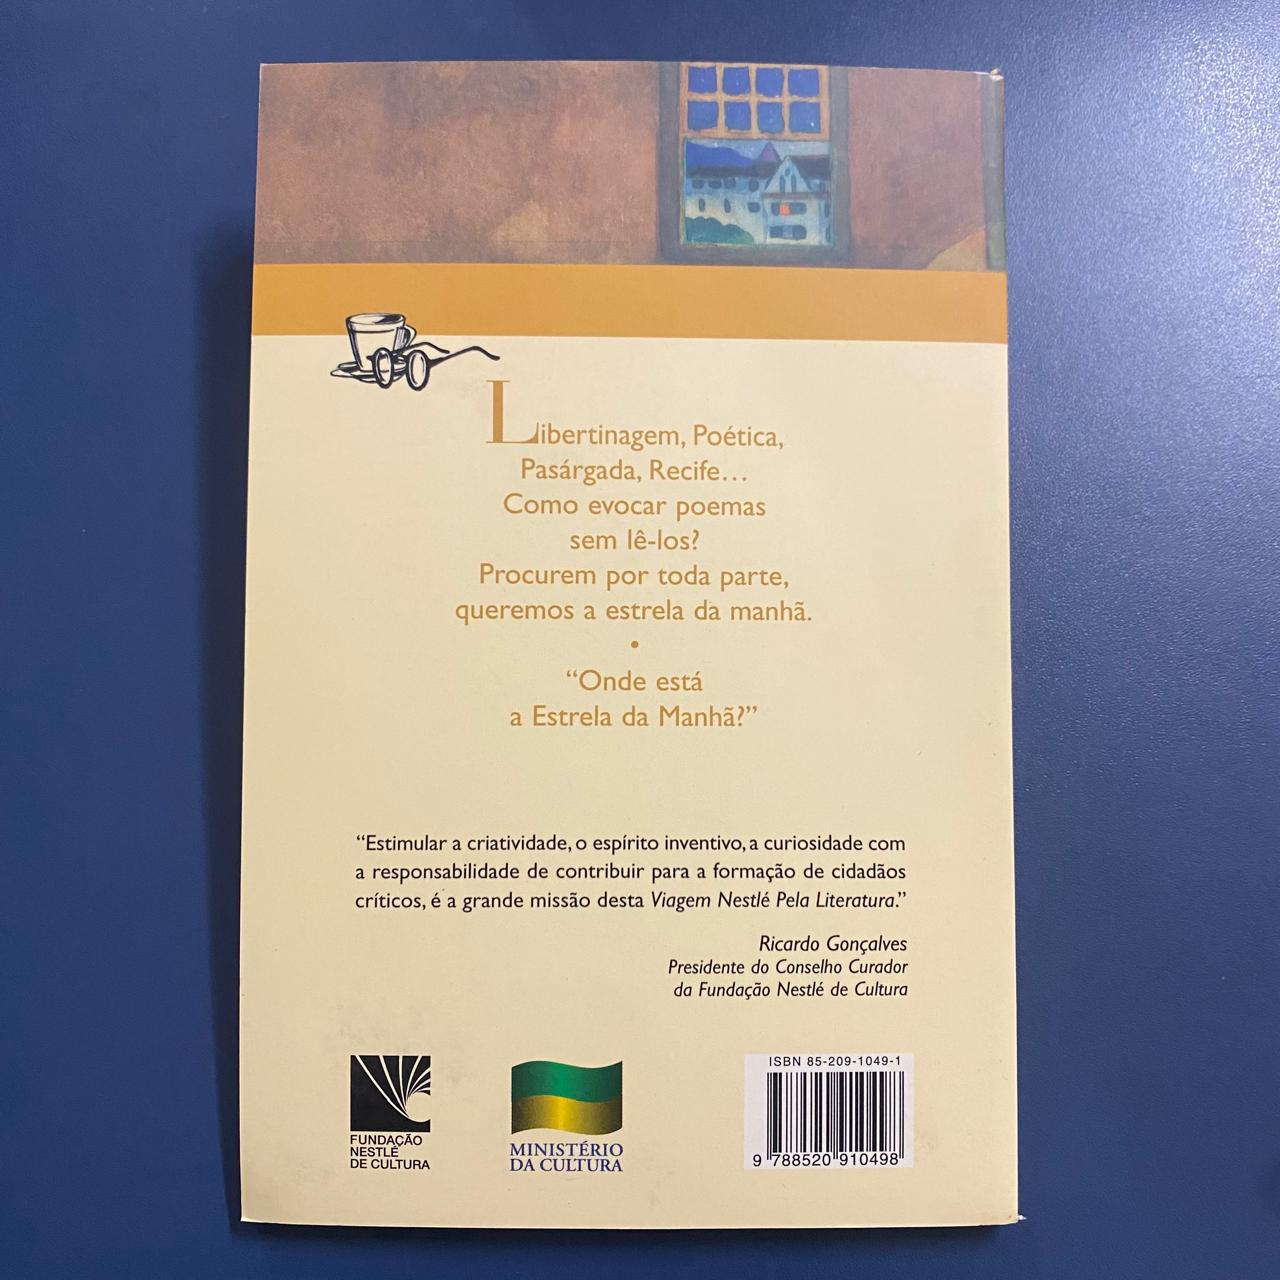 Libertinagem, Poética,
Pasárgada, Recife...
Como evocar poemas
sem lê-los?
Procurem por toda parte,
queremos a estrela da manhã.
•
“Onde está
a Estrela da Manhã?”
“Estimular a criatividade, o espírito inventivo, a curiosidade com
a responsabilidade de contribuir para a formação de cidadãos
críticos, é a grande missão desta Viagem Nestlé Pela Literatura.”
Ricardo Gonçalves
Presidente do Conselho Curador
da Fundação Nestlé de Cultura
FUNDAÇÃO
NESTLÉ
DE CULTURA
MINISTÉRIO
DA CULTURA
ISBN 85-209-1049-1
9 788520 910498